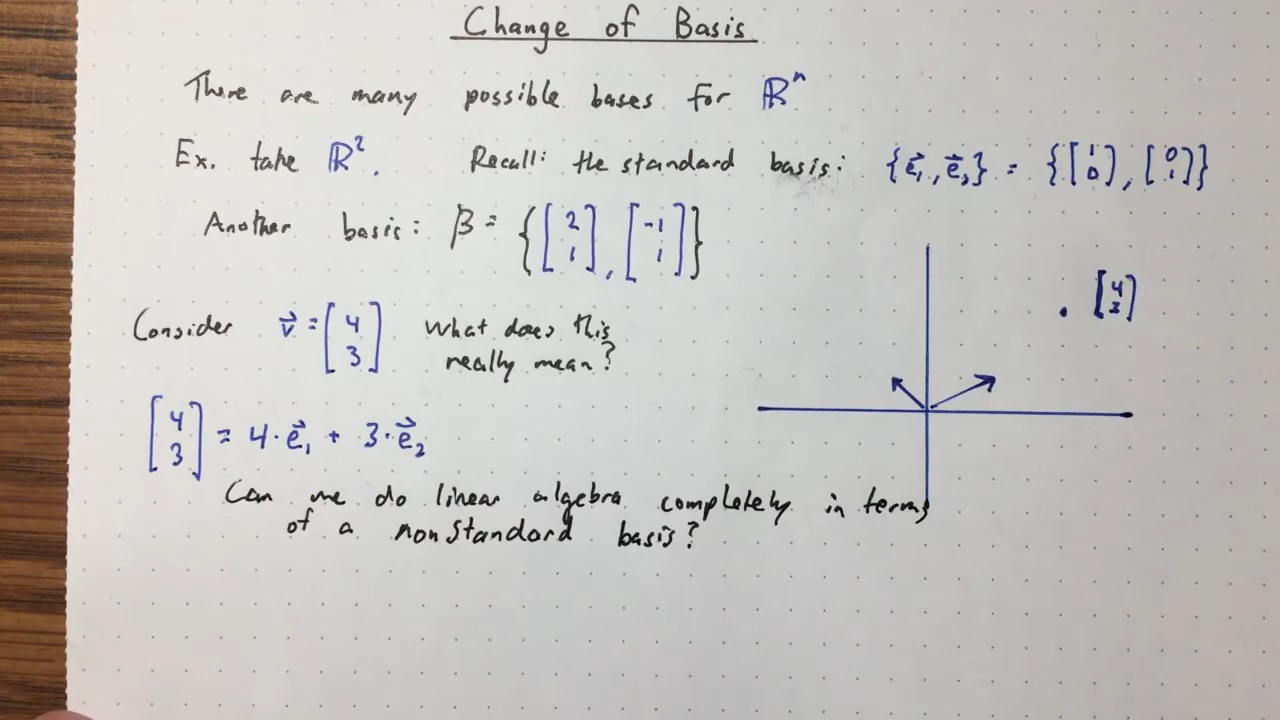 Change of Basis
There are many possible bases for ℝⁿ
Ex. take ℝ². Recall: the standard basis: {e⃗₁, e⃗₂} = {[1 0], [0 1]}
Another basis: β = {[2 1], [-1 1]}
[4 3]
Consider v⃗ = [4 3] what does this
really mean?
[4 3] = 4·e⃗₁ + 3·e⃗₂
Can we do linear algebra completely in terms
of a nonstandard basis?